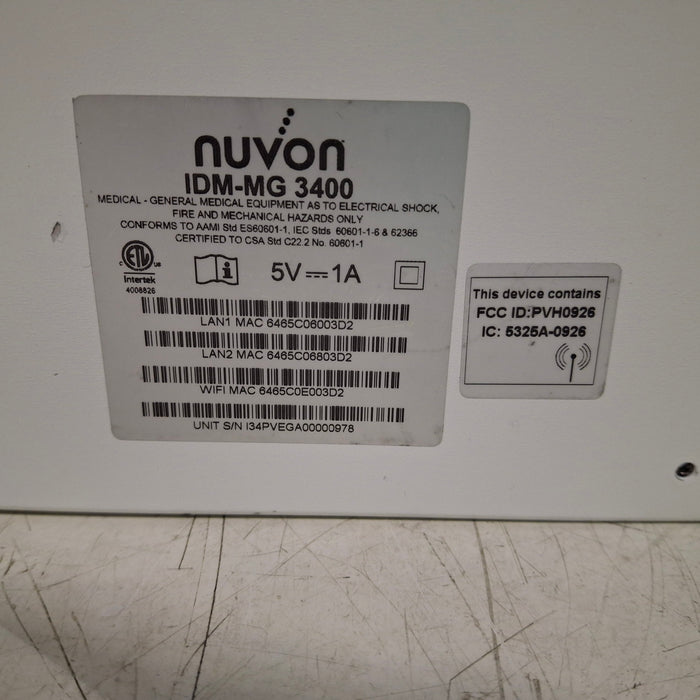 nuvon
IDM-MG 3400
MEDICAL - GENERAL MEDICAL EQUIPMENT AS TO ELECTRICAL SHOCK,
FIRE AND MECHANICAL HAZARDS ONLY
CONFORMS TO AAMI Std ES60601-1, IEC Stds 60601-1-6 & 62366
CERTIFIED TO CSA Std C22.2 No. 60601-1
C ETL US
Intertek
4008826
5V 1A
LAN1 MAC 6465C06003D2
LAN2 MAC 6465C06803D2
WIFI MAC 6465C0E003D2
UNIT S/N I34PVEGA00000978
This device contains
FCC ID:PVH0926
IC: 5325A-0926